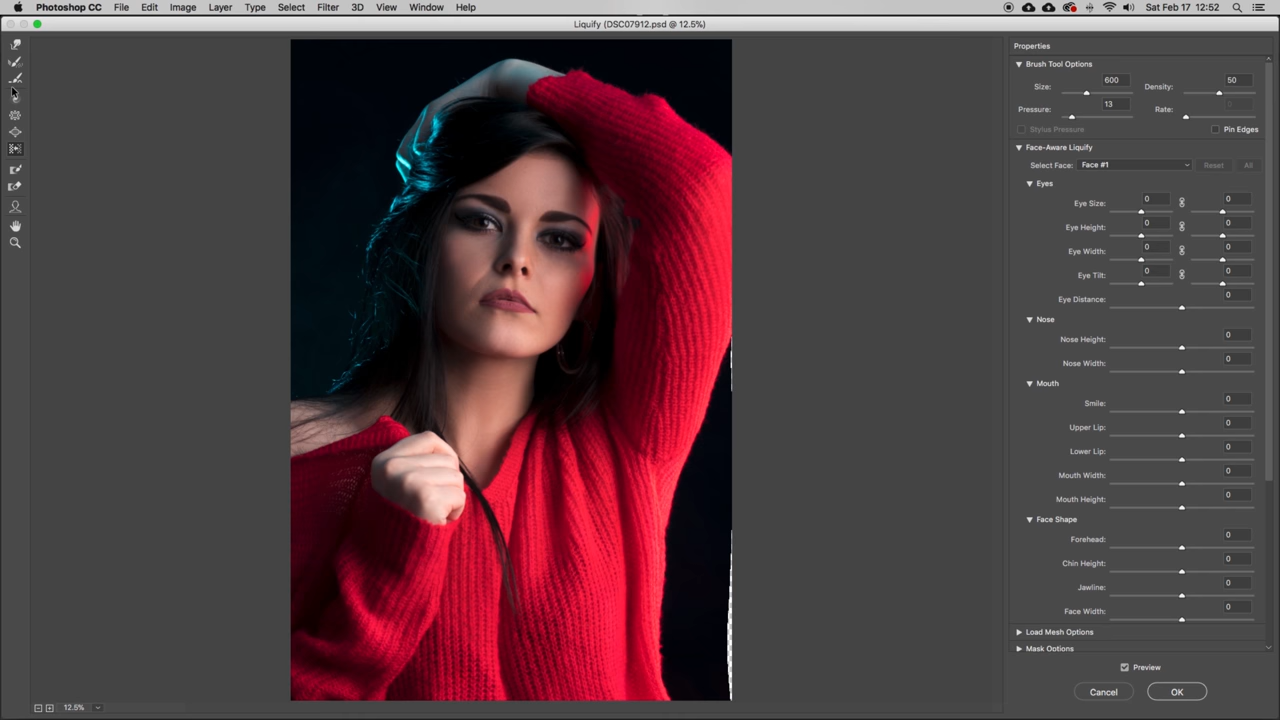 Photoshop CC File Edit Image Layer Type Select Filter 3D View Window Help Sat Feb 17 12:52
Liquify (DSC07912.psd @ 12.5%)
Properties
Brush Tool Options
Size: 600 Density: 50
Pressure: 13 Rate:
Stylus Pressure Pin Edges
Face-Aware Liquify
Select Face: Face #1 Reset All
Eyes
Eye Size: 0 0
Eye Height: 0 0
Eye Width: 0 0
Eye Tilt: 0 0
Eye Distance: 0
Nose
Nose Height: 0
Nose Width: 0
Mouth
Smile: 0
Upper Lip: 0
Lower Lip: 0
Mouth Width: 0
Mouth Height: 0
Face Shape
Forehead: 0
Chin Height: 0
Jawline: 0
Face Width: 0
Load Mesh Options
Mask Options
Preview
Cancel OK
12.5%